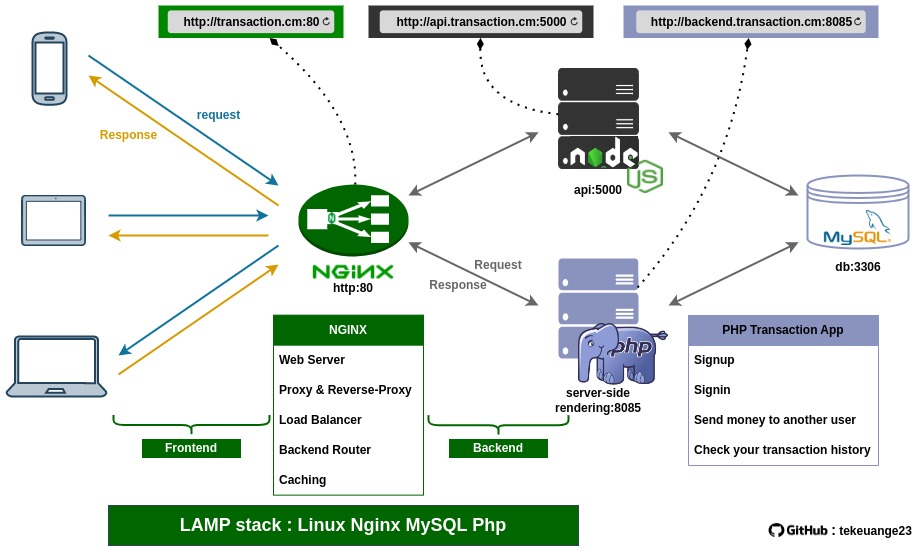 http://transaction.cm:80
http://api.transaction.cm:5000
http://backend.transaction.cm:8085
request
Response
node
JS
api:5000
N
NGINX
http:80
MySQL
db:3306
Request
Response
php
server-side
rendering:8085
NGINX
Web Server
Proxy & Reverse-Proxy
Load Balancer
Backend Router
Caching
PHP Transaction App
Signup
Signin
Send money to another user
Check your transaction history
Frontend
Backend
LAMP stack : Linux Nginx MySQL Php
GitHub : tekeuange23